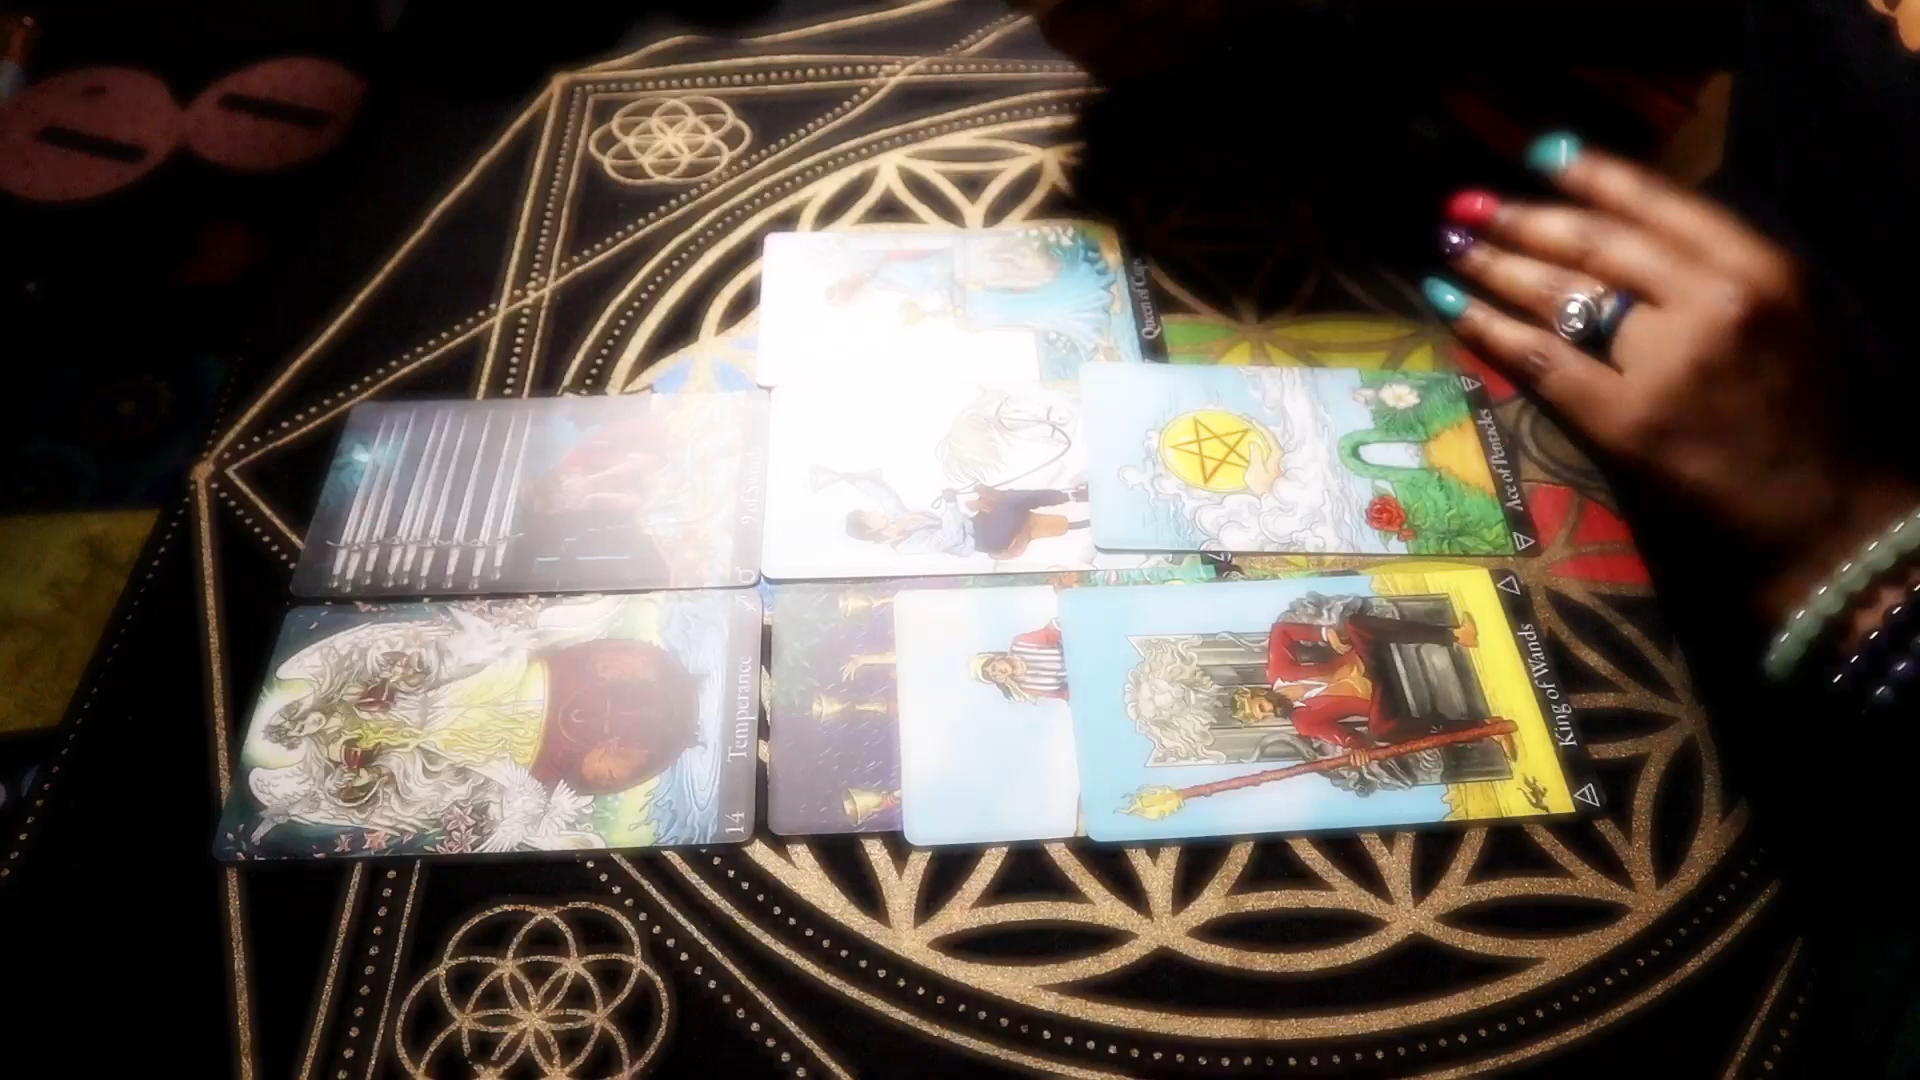 Queen of Cups
Ace of Pentacles
9 of Swords
14 Temperance
King of Wands